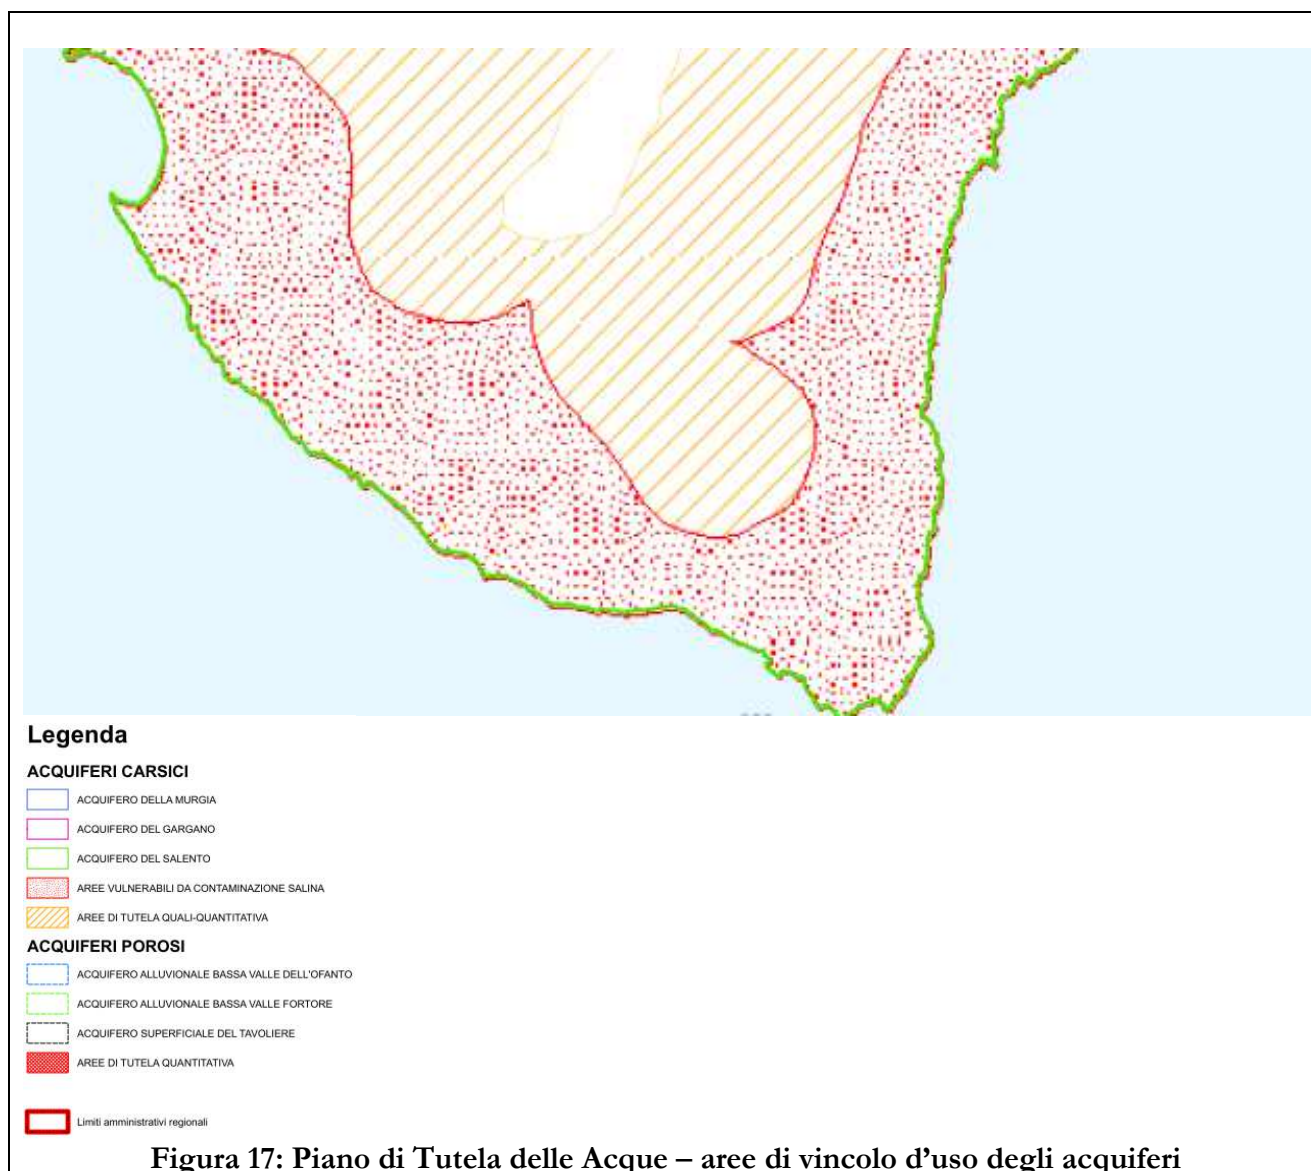 Legenda
ACQUIFERI CARSICI
ACQUIFERO DELLA MURGIA
ACQUIFERO DEL GARGANO
ACQUIFERO DEL SALENTO
AREE VULNERABILI DA CONTAMINAZIONE SALINA
AREE DI TUTELA QUALI-QUANTITATIVA
ACQUIFERI POROSI
ACQUIFERO ALLUVIONALE BASSA VALLE DELL'OFANTO
ACQUIFERO ALLUVIONALE BASSA VALLE FORTORE
ACQUIFERO SUPERFICIALE DEL TAVOLIERE
AREE DI TUTELA QUANTITATIVA
Limiti amministrativi regionali
Figura 17: Piano di Tutela delle Acque – aree di vincolo d’uso degli acquiferi